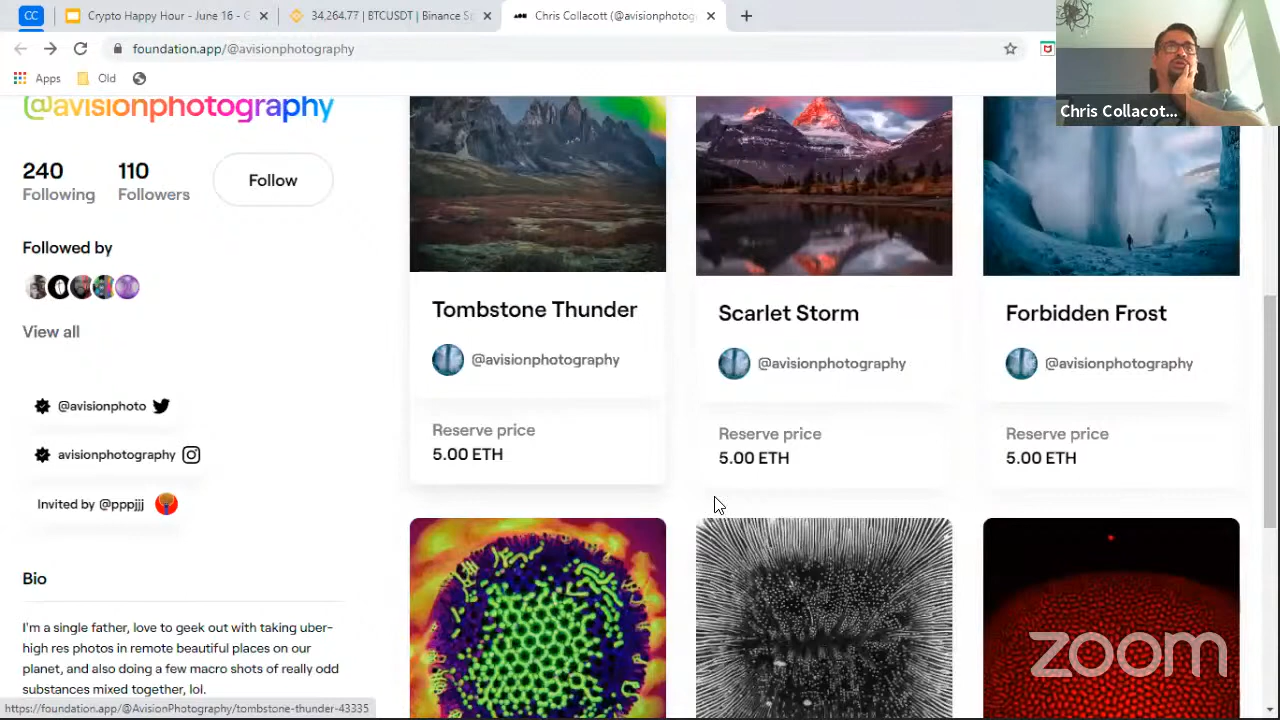 CC
Crypto Happy Hour - June 16 - G
34,264.77 | BTCUSDT | Binance S
Chris Collacott (@avisionphotog
foundation.app/@avisionphotography
Apps
Old
Chris Collacot...
@avisionphotography
240
Following
110
Followers
Follow
Followed by
View all
@avisionphoto
avisionphotography
Invited by @pppjjj
Bio
I'm a single father, love to geek out with taking uber-
high res photos in remote beautiful places on our
planet, and also doing a few macro shots of really odd
substances mixed together, lol.
Tombstone Thunder
@avisionphotography
Reserve price
5.00 ETH
Scarlet Storm
@avisionphotography
Reserve price
5.00 ETH
Forbidden Frost
@avisionphotography
Reserve price
5.00 ETH
zoom
https://foundation.app/@AvisionPhotography/tombstone-thunder-43335